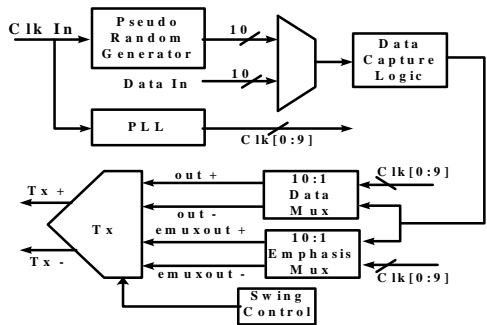 Clk In
Pseudo
Random
Generator
10
Data In
10
Data
Capture
Logic
PLL
Clk[0:9]
Tx +
Tx -
Tx
out +
out -
emuxout +
emuxout -
10:1
Data
Mux
10:1
Emphasis
Mux
Clk[0:9]
Clk[0:9]
Swing
Control